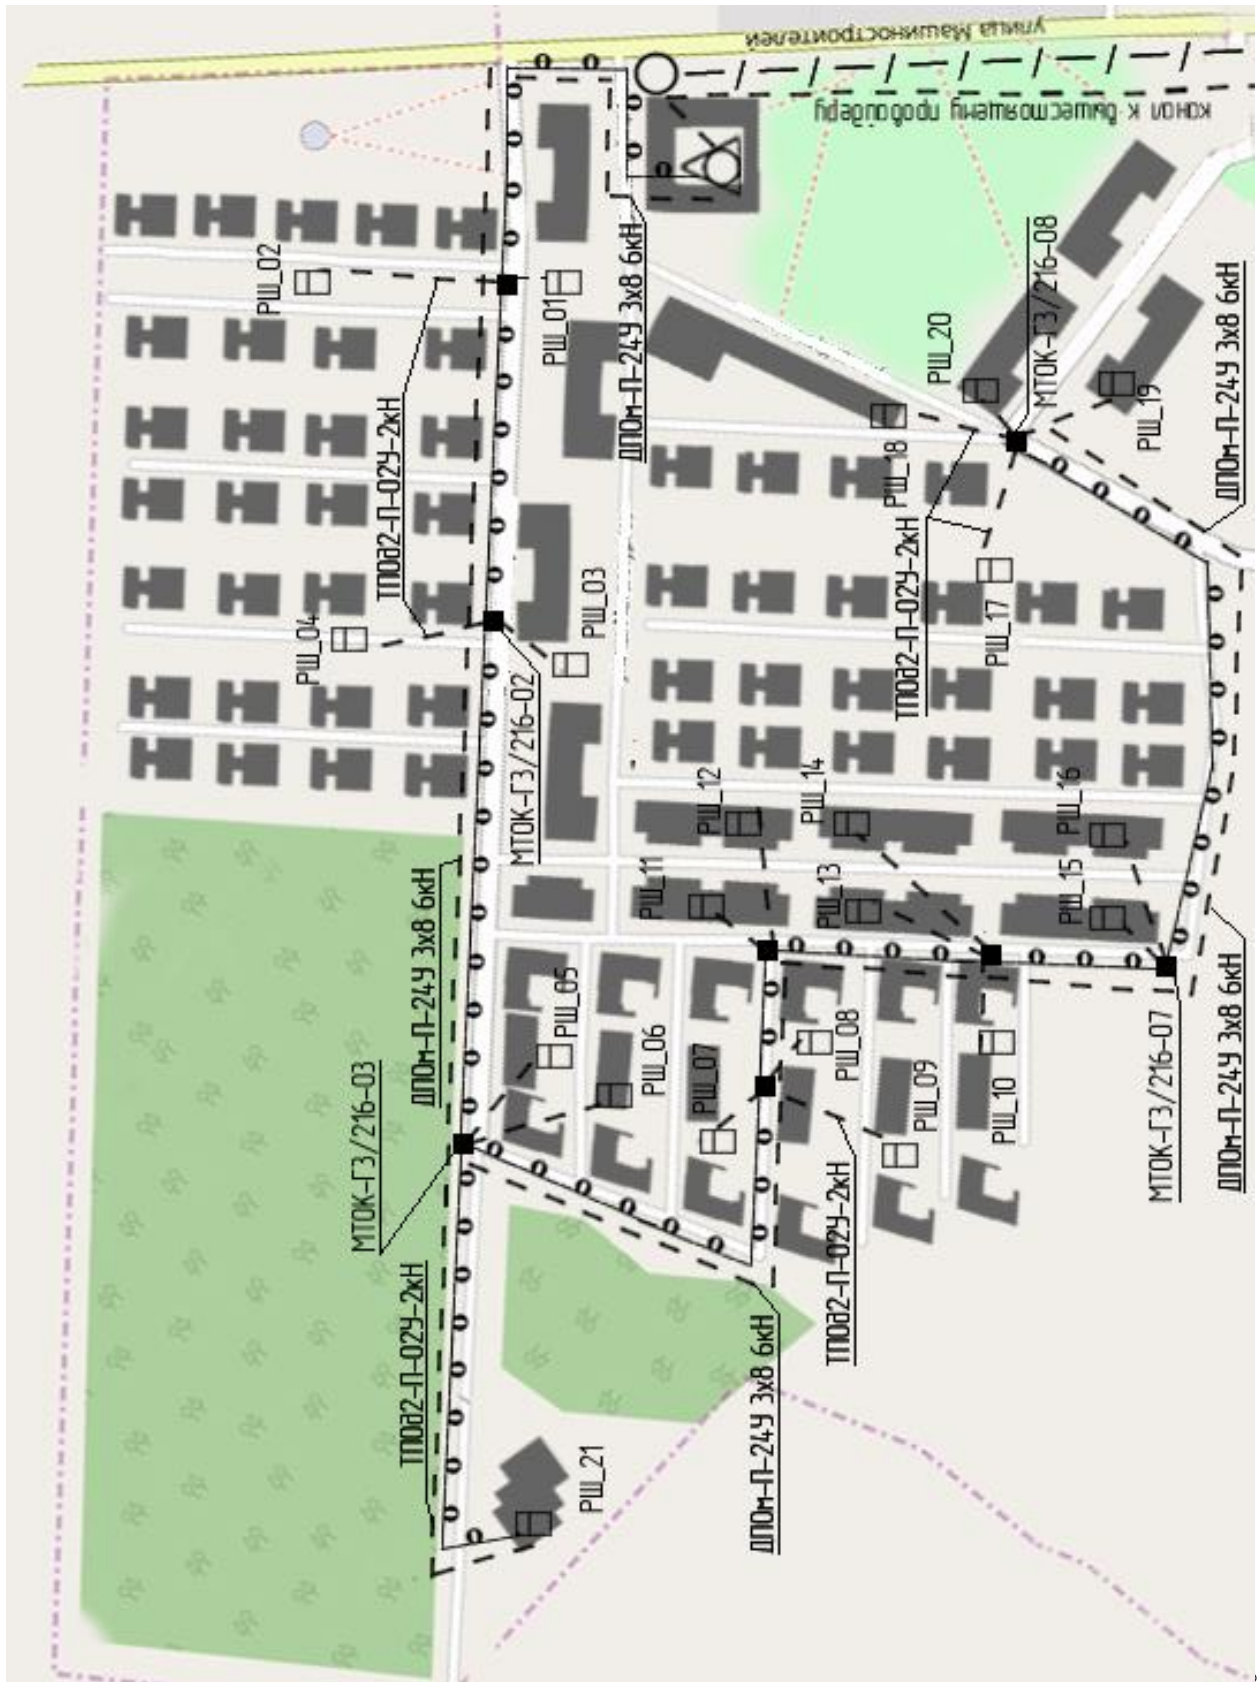 улица Машиностроителей
канал к вышестоящему провайдеру
РШ_02
РШ_01
ДПОм-П-24У 3х8 6кН
МТОК-Г3/216-08
РШ_20
ДПОм-П-24У 3х8 6кН
РШ_19
РШ_18
ТПОд2-П-02У-2кН
ТПОд2-П-02У-2кН
РШ_04
РШ_03
РШ_17
МТОК-Г3/216-02
РШ_12
РШ_14
РШ_16
РШ_11
РШ_13
РШ_15
ДПОм-П-24У 3х8 6кН
РШ_05
РШ_06
РШ_07
РШ_08
РШ_09
РШ_10
МТОК-Г3/216-03
МТОК-Г3/216-07
ДПОм-П-24У 3х8 6кН
ТПОд2-П-02У-2кН
ТПОд2-П-02У-2кН
РШ_21
ДПОм-П-24У 3х8 6кН